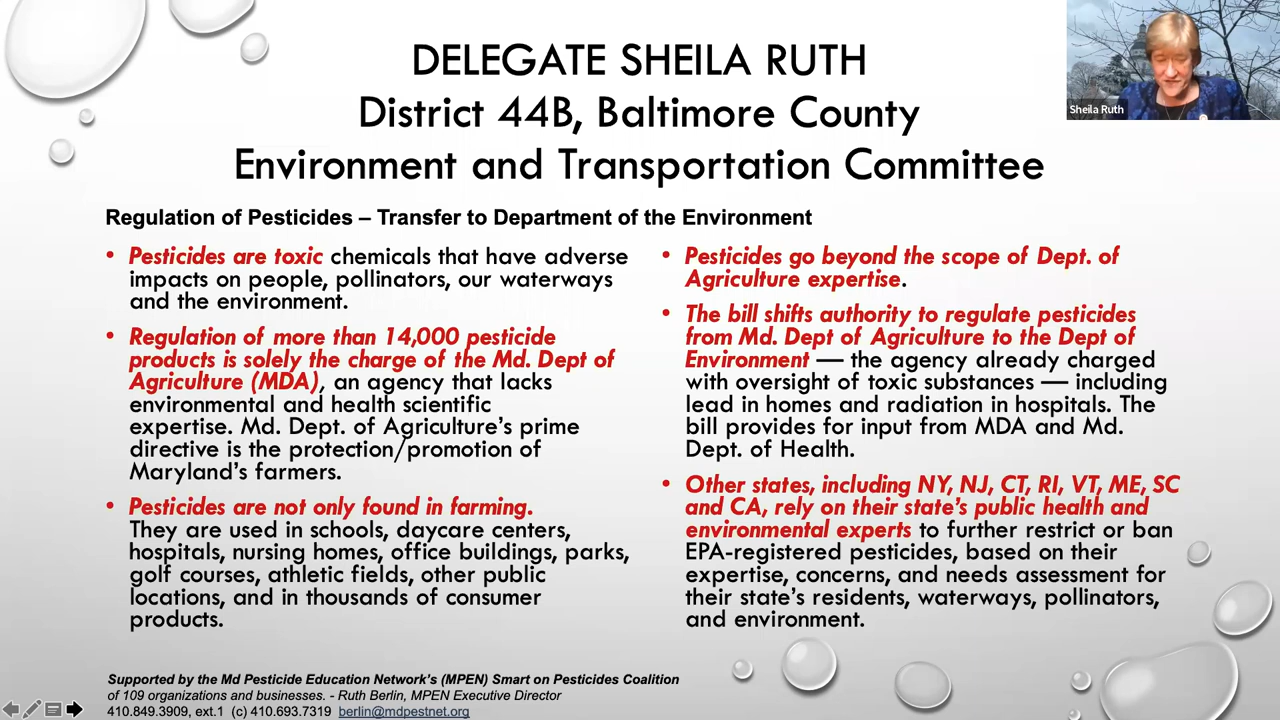 DELEGATE SHEILA RUTH
District 44B, Baltimore County
Environment and Transportation Committee
Sheila Ruth
Regulation of Pesticides – Transfer to Department of the Environment
• Pesticides are toxic chemicals that have adverse
impacts on people, pollinators, our waterways
and the environment.
• Regulation of more than 14,000 pesticide
products is solely the charge of the Md. Dept of
Agriculture (MDA), an agency that lacks
environmental and health scientific
expertise. Md. Dept. of Agriculture's prime
directive is the protection/promotion of
Maryland's farmers.
• Pesticides are not only found in farming.
They are used in schools, daycare centers,
hospitals, nursing homes, office buildings, parks,
golf courses, athletic fields, other public
locations, and in thousands of consumer
products.
• Pesticides go beyond the scope of Dept. of
Agriculture expertise.
• The bill shifts authority to regulate pesticides
from Md. Dept of Agriculture to the Dept of
Environment — the agency already charged
with oversight of toxic substances — including
lead in homes and radiation in hospitals. The
bill provides for input from MDA and Md.
Dept. of Health.
• Other states, including NY, NJ, CT, RI, VT, ME, SC
and CA, rely on their state's public health and
environmental experts to further restrict or ban
EPA-registered pesticides, based on their
expertise, concerns, and needs assessment for
their state's residents, waterways, pollinators,
and environment.
Supported by the Md Pesticide Education Network's (MPEN) Smart on Pesticides Coalition
of 109 organizations and businesses. - Ruth Berlin, MPEN Executive Director
410.849.3909, ext.1 (c) 410.693.7319 berlin@mdpestnet.org